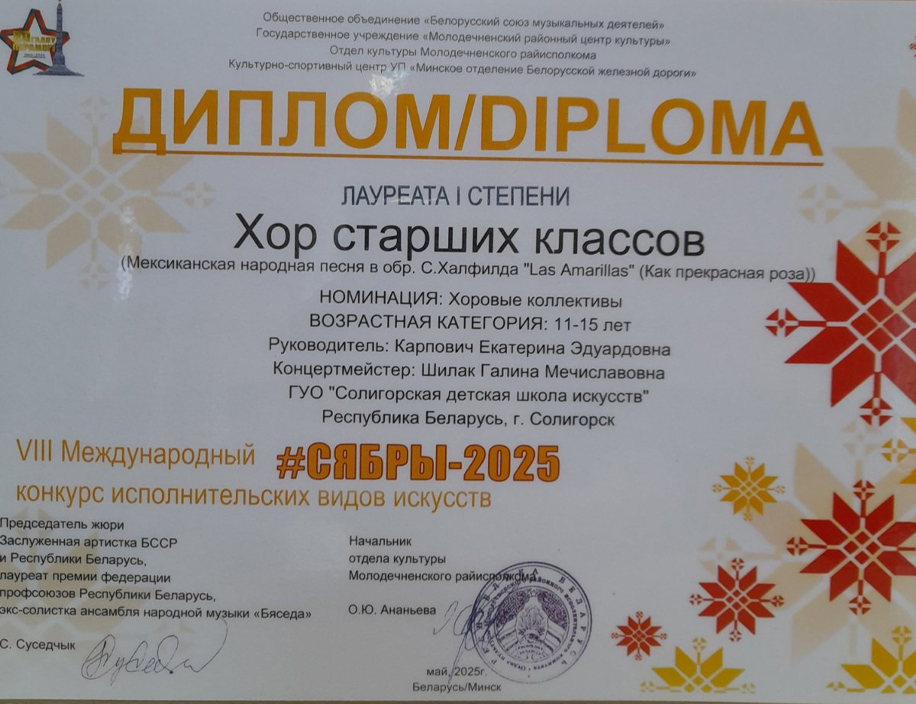 Общественное объединение «Белорусский союз музыкальных деятелей»
Государственное учреждение «Молодечненский районный центр культуры»
Отдел культуры Молодечненского райисполкома
Культурно-спортивный центр УП «Минское отделение Белорусской железной дороги»
ДИПЛОМ/DIPLOMA
ЛАУРЕАТА I СТЕПЕНИ
Хор старших классов
(Мексиканская народная песня в обр. С.Халфилда "Las Amarillas" (Как прекрасная роза))
НОМИНАЦИЯ: Хоровые коллективы
ВОЗРАСТНАЯ КАТЕГОРИЯ: 11-15 лет
Руководитель: Карпович Екатерина Эдуардовна
Концертмейстер: Шилак Галина Мечиславовна
ГУО "Солигорская детская школа искусств"
Республика Беларусь, г. Солигорск
VIII Международный #СЯБРЫ-2025
конкурс исполнительских видов искусств
Председатель жюри
Заслуженная артистка БССР
и Республики Беларусь,
лауреат премии федерации
профсоюзов Республики Беларусь,
экс-солистка ансамбля народной музыки «Бяседа»
С. Суседчык
Начальник
отдела культуры
Молодечненского райисполкома
О.Ю. Ананьева
май, 2025г.
Беларусь/Минск